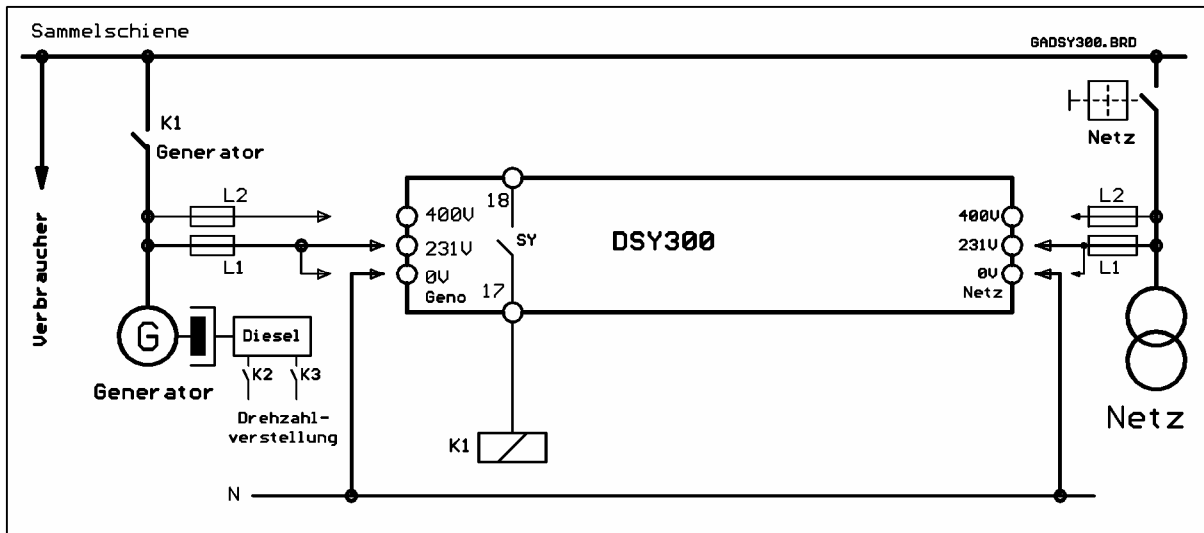 Sammelschiene
GADSY300.BRD
K1
Generator
Netz
Verbraucher
L2
L1
18
SY
17
400V
231V
0V
Geno
DSY300
400V
231V
0V
Netz
L2
L1
G
Diesel
K2
K3
Generator
Drehzahl-
verstellung
K1
Netz
N